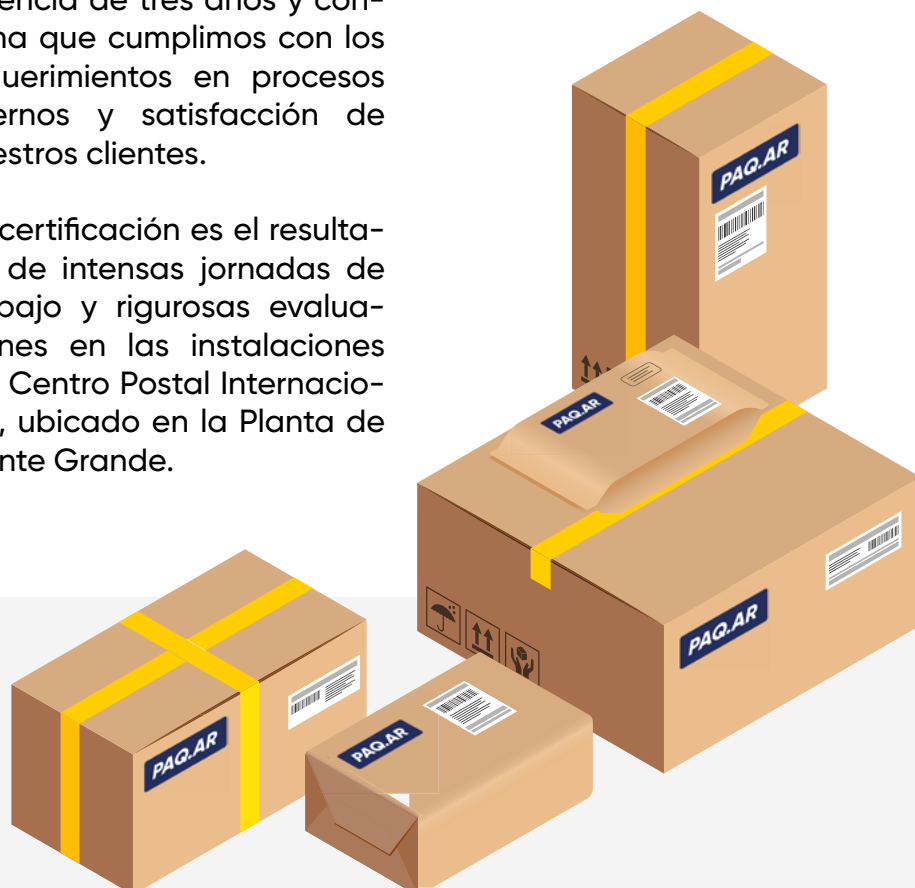 encia de tres años y con-
ma que cumplimos con los
uerimientos en procesos
ernos y satisfacción de
estros clientes.
certificación es el resulta-
de intensas jornadas de
bajo y rigurosas evalua-
nes en las instalaciones
Centro Postal Internacio-
, ubicado en la Planta de
nte Grande.
PAQ.AR
PAQ.AR
PAQ.AR
PAQ.AR
PAQ.AR